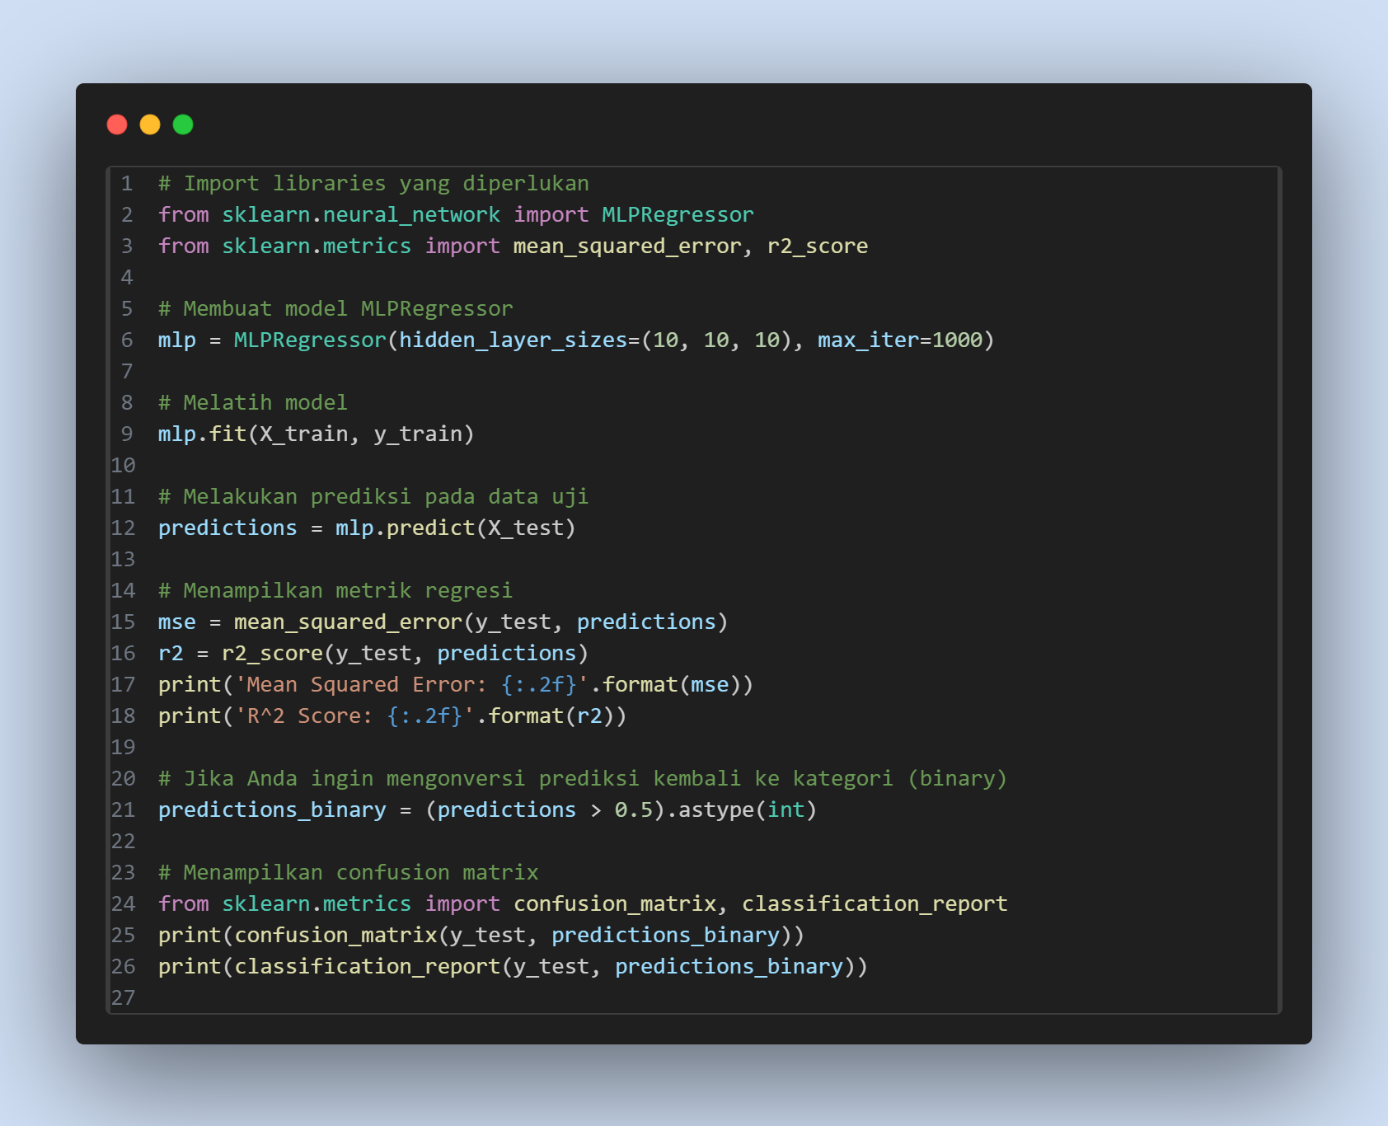 1 # Import libraries yang diperlukan
2 from sklearn.neural_network import MLPRegressor
3 from sklearn.metrics import mean_squared_error, r2_score
4
5 # Membuat model MLPRegressor
6 mlp = MLPRegressor(hidden_layer_sizes=(10, 10, 10), max_iter=1000)
7
8 # Melatih model
9 mlp.fit(X_train, y_train)
10
11 # Melakukan prediksi pada data uji
12 predictions = mlp.predict(X_test)
13
14 # Menampilkan metrik regresi
15 mse = mean_squared_error(y_test, predictions)
16 r2 = r2_score(y_test, predictions)
17 print('Mean Squared Error: {:.2f}'.format(mse))
18 print('R^2 Score: {:.2f}'.format(r2))
19
20 # Jika Anda ingin mengonversi prediksi kembali ke kategori (binary)
21 predictions_binary = (predictions > 0.5).astype(int)
22
23 # Menampilkan confusion matrix
24 from sklearn.metrics import confusion_matrix, classification_report
25 print(confusion_matrix(y_test, predictions_binary))
26 print(classification_report(y_test, predictions_binary))
27